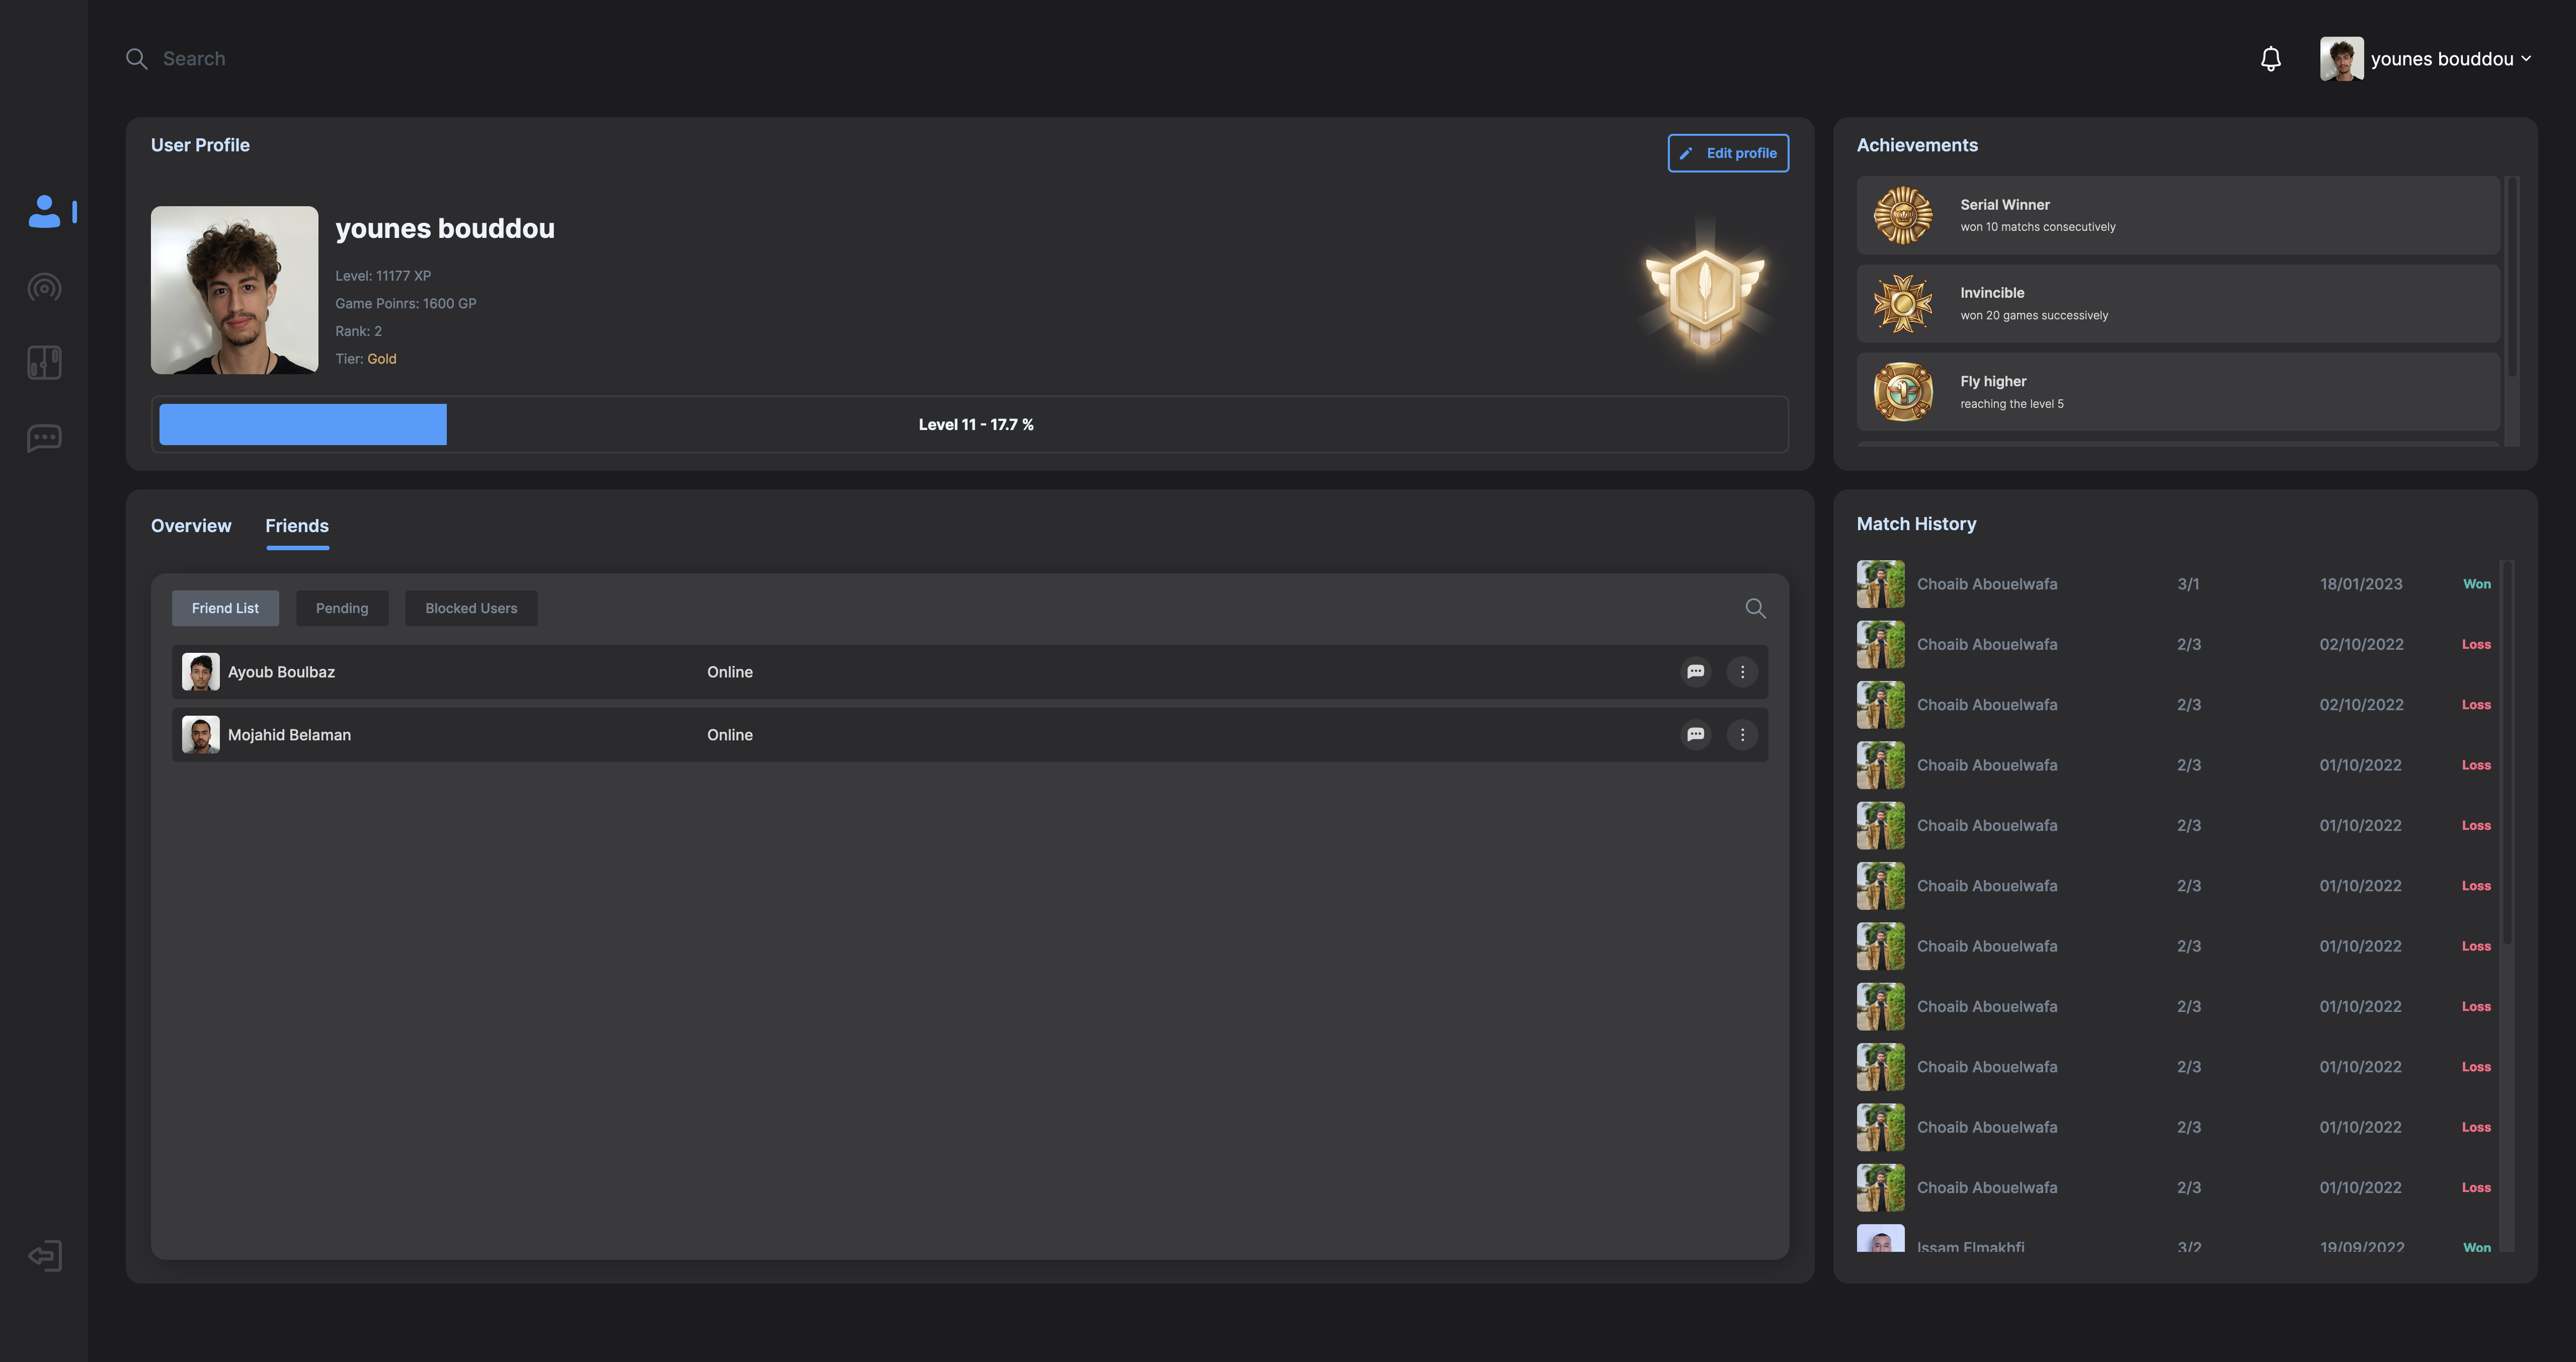 Search
younes bouddou
User Profile
Edit profile
younes bouddou
Level: 11177 XP
Game Poinrs: 1600 GP
Rank: 2
Tier: Gold
Level 11 - 17.7 %
Achievements
Serial Winner
won 10 matchs consecutively
Invincible
won 20 games successively
Fly higher
reaching the level 5
Overview Friends
Friend List Pending Blocked Users
Ayoub Boulbaz Online
Mojahid Belaman Online
Match History
Choaib Abouelwafa 3/1 18/01/2023 Won
Choaib Abouelwafa 2/3 02/10/2022 Loss
Choaib Abouelwafa 2/3 02/10/2022 Loss
Choaib Abouelwafa 2/3 01/10/2022 Loss
Choaib Abouelwafa 2/3 01/10/2022 Loss
Choaib Abouelwafa 2/3 01/10/2022 Loss
Choaib Abouelwafa 2/3 01/10/2022 Loss
Choaib Abouelwafa 2/3 01/10/2022 Loss
Choaib Abouelwafa 2/3 01/10/2022 Loss
Choaib Abouelwafa 2/3 01/10/2022 Loss
Choaib Abouelwafa 2/3 01/10/2022 Loss
Issam Elmakhfi 3/2 19/09/2022 Won